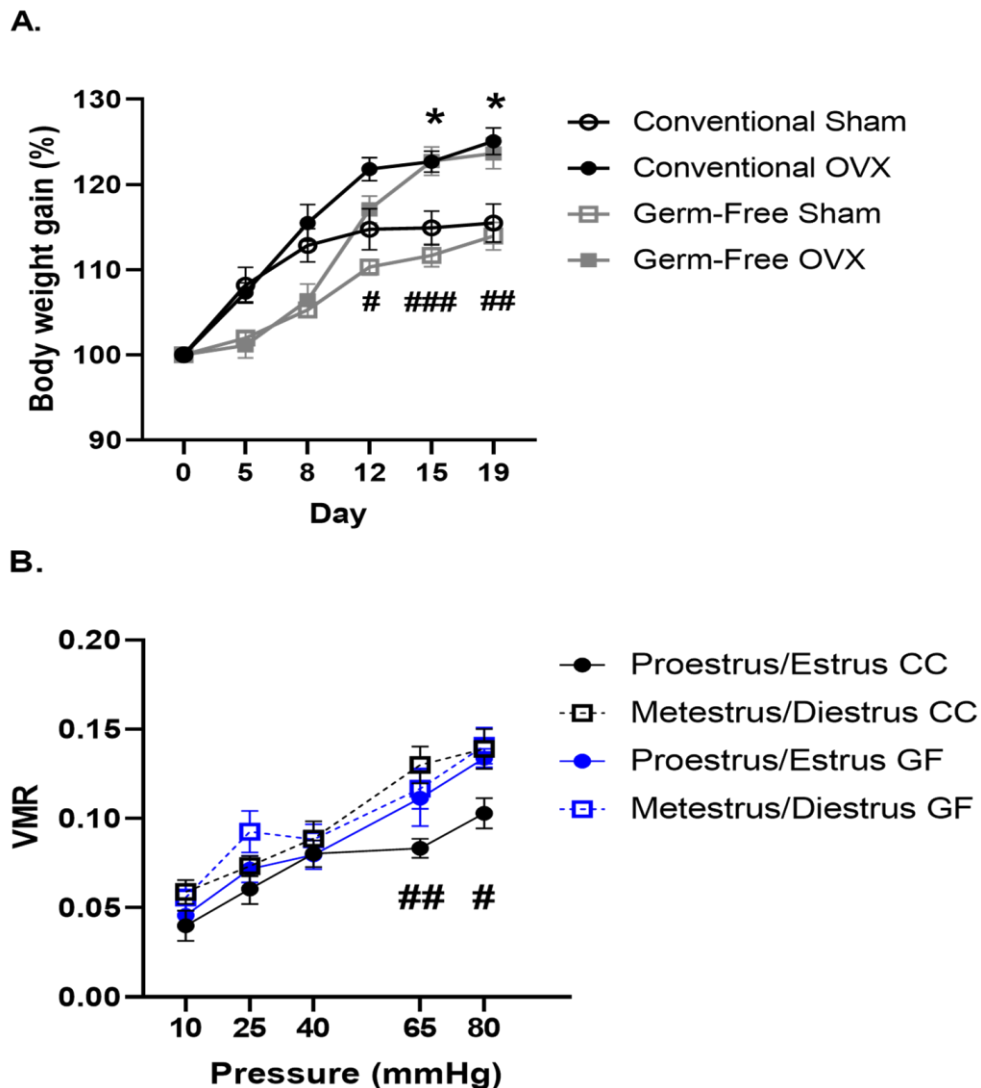 A.
Body weight gain (%)
130
120
110
100
90
* *
# ### ##
0 5 8 12 15 19
Day
Conventional Sham
Conventional OVX
Germ-Free Sham
Germ-Free OVX
B.
VMR
0.20
0.15
0.10
0.05
0.00
## #
10 25 40 65 80
Pressure (mmHg)
Proestrus/Estrus CC
Metestrus/Diestrus CC
Proestrus/Estrus GF
Metestrus/Diestrus GF